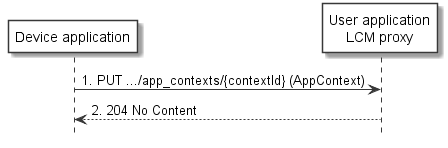 Device application
User application
LCM proxy
1. PUT .../app_contexts/{contextId} (AppContext)
2. 204 No Content